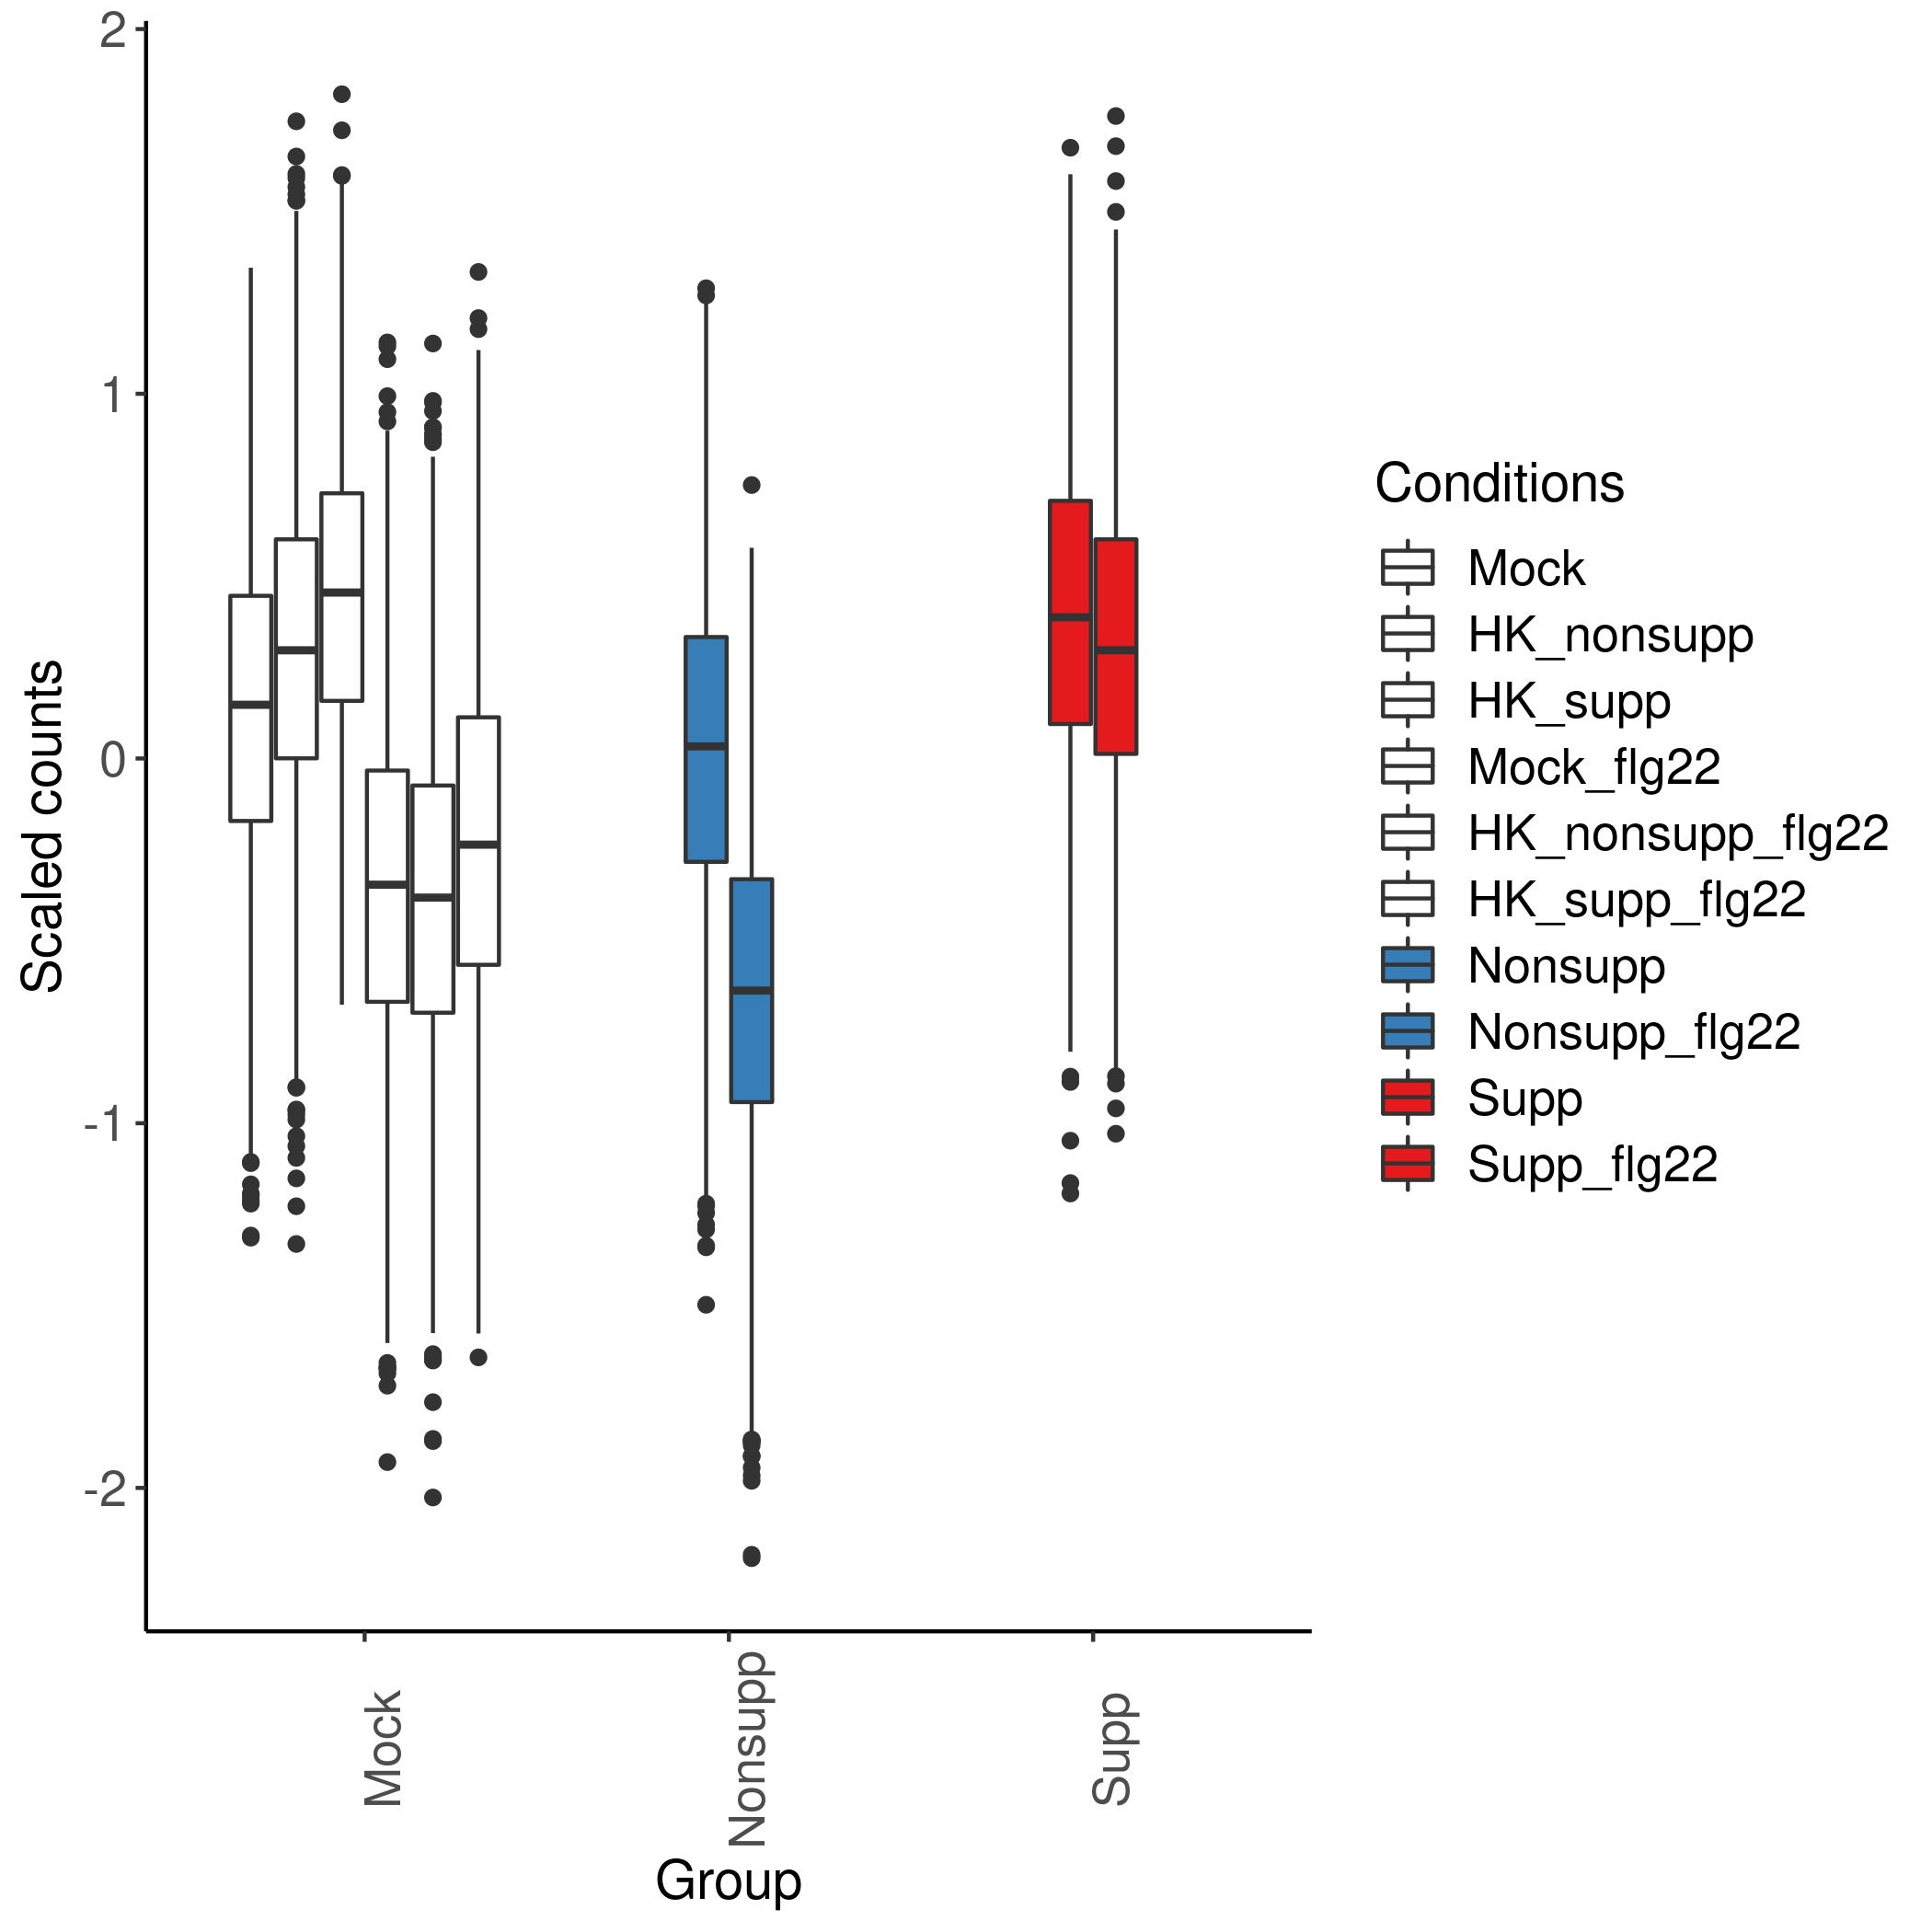 2
1
0
-1
-2
Scaled counts
Mock
Nonsupp
Supp
Group
Conditions
Mock
HK_nonsupp
HK_supp
Mock_flg22
HK_nonsupp_flg22
HK_supp_flg22
Nonsupp
Nonsupp_flg22
Supp
Supp_flg22